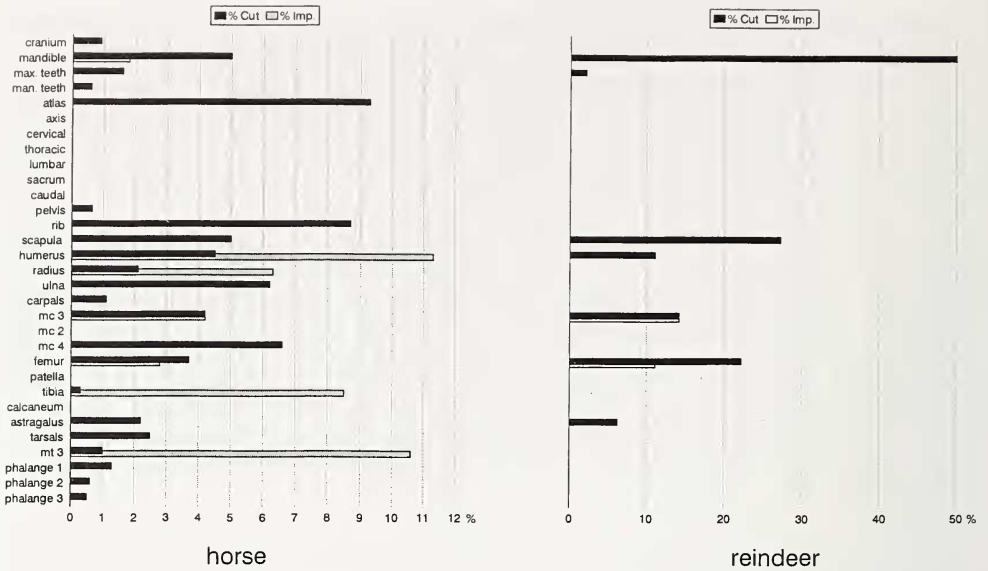 % Cut % Imp.
% Cut % Imp.
cranium
mandible
max. teeth
man. teeth
atlas
axis
cervical
thoracic
lumbar
sacrum
caudal
pelvis
rib
scapula
humerus
radius
ulna
carpals
mc 3
mc 2
mc 4
femur
patella
tibia
calcaneum
astragalus
tarsals
mt 3
phalange 1
phalange 2
phalange 3
0 1 2 3 4 5 6 7 8 9 10 11 12 %
0 10 20 30 40 50 %
horse
reindeer